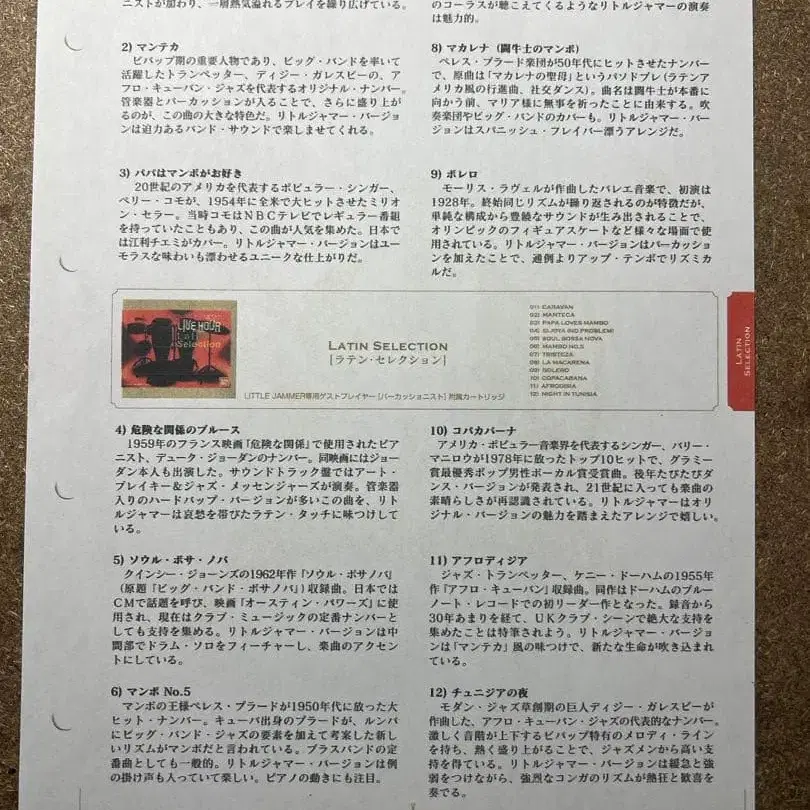 ニストが加わり、一層熱気溢れるプレイを繰り広げている。
2) マンテカ
ビバップ期の重要人物であり、ビッグ・バンドを率いて
活躍したトランペッター、ディジー・ガレスピーの、ア
フロ・キューバン・ジャズを代表するオリジナル・ナンバー。
管楽器とパーカッションが入ることで、さらに盛り上が
るのが、この曲の大きな特色だ。リトルジャマー・バージョ
ンは迫力あるバンド・サウンドで楽しませてくれる。
3) パパはマンボがお好き
20世紀のアメリカを代表するポピュラー・シンガー、
ペリー・コモが、1954年に全米で大ヒットさせたミリオ
ン・セラー。当時コモはNBCテレビでレギュラー番組
を持っていたこともあり、この曲が人気を集めた。日本で
は江利チエミがカバー。リトルジャマー・バージョンはユー
モラスな味わいも漂わせるユニークな仕上がりだ。
のコーラスが聴こえてくるようなリトルジャマーの演奏
は魅力的。
8) マカレナ (闘牛士のマンボ)
ペレス・プラード楽団が50年代にヒットさせたナンバー
で、原曲は「マカレナの聖母」というパソドブレ(ラテンア
メリカ風の行進曲、社交ダンス)。曲名は闘牛士が本番に
向かう前、マリア様に無事を祈ったことに由来する。吹
奏楽団やビッグ・バンドのカバーも。リトルジャマー・バー
ジョンはスパニッシュ・フレイバー漂うアレンジだ。
9) ボレロ
モーリス・ラヴェルが作曲したバレエ音楽で、初演は
1928年。終始同じリズムが繰り返されるのが特徴だが、
単純な構成から豊饒なサウンドが生み出されることで、
オリンピックのフィギュアスケートなど様々な場面で使
用されている。リトルジャマー・バージョンはパーカッショ
ンを加えたことで、通例よりアップ・テンポでリズミカ
ルだ。
LIVE HOUR
Latin
Selection
LATIN SELECTION
[ラテン・セレクション]
LITTLE JAMMER専用ゲストプレイヤー [パーカッショニスト] 附属カートリッジ
01) CARAVAN
02) MANTECA
03) PAPA LOVES MAMBO
04) SURYA (NO PROBLEM)
05) SOUL BOSSA NOVA
06) MAMBO NO.5
07) TRISTEZA
08) LA MACARENA
09) BOLERO
10) COPACABANA
11) AFRODISIA
12) NIGHT IN TUNISIA
LATIN
SELECTION
4) 危険な関係のブルース
1959年のフランス映画「危険な関係」で使用されたピア
ニスト、デューク・ジョーダンのナンバー。同映画にはジョー
ダン本人も出演した。サウンドトラック盤ではアート・
ブレイキー&ジャズ・メッセンジャーズが演奏。管楽器
入りのハードバップ・バージョンが多いこの曲を、リト
ルジャマーは哀愁を帯びたラテン・タッチに味つけして
いる。
5) ソウル・ボサ・ノバ
クインシー・ジョーンズの1962年作『ソウル・ボサノバ』
(原題『ビッグ・バンド・ボサノバ』)収録曲。日本では
CMで話題を呼び、映画「オースティン・パワーズ」に使
用され、現在はクラブ・ミュージックの定番ナンバーと
しても支持を集める。リトルジャマー・バージョンは中
間部でドラム・ソロをフィーチャーし、楽曲のアクセン
トにしている。
6) マンボ No.5
マンボの王様ペレス・プラードが1950年代に放った大
ヒット・ナンバー。キューバ出身のプラードが、ルンバ
にビッグ・バンド・ジャズの要素を加えて考案した新し
いリズムがマンボだと言われている。ブラスバンドの定
番曲としても一般的。リトルジャマー・バージョンは例
の掛け声も入っていて楽しい。ピアノの動きにも注目。
10) コパカバーナ
アメリカ・ポピュラー音楽界を代表するシンガー、バリー・
マニロウが1978年に放ったトップ10ヒットで、グラミー
賞最優秀ポップ男性ボーカル賞受賞曲。後年たびたびダ
ンス・バージョンが発表され、21世紀に入っても楽曲の
素晴らしさが再認識されている。リトルジャマーはオリ
ジナル・バージョンの魅力を踏まえたアレンジで嬉しい。
11) アフロディジア
ジャズ・トランペッター、ケニー・ドーハムの1955年
作『アフロ・キューバン』収録曲。同作はドーハムのブルー
ノート・レコードでの初リーダー作となった。録音から
30年あまりを経て、UKクラブ・シーンで絶大な支持を
集めたことは特筆されよう。リトルジャマー・バージョ
ンは「マンテカ」風の味つけで、新たな生命が吹き込まれ
ている。
12) チュニジアの夜
モダン・ジャズ草創期の巨人ディジー・ガレスピーが
作曲した、アフロ・キューバン・ジャズの代表的なナンバー。
激しく音階が上下するビバップ特有のメロディ・ライン
を持ち、熱く盛り上がることで、ジャズメンから高い支
持を得ている。リトルジャマー・バージョンは緩急と強
弱をつけながら、強烈なコンガのリズムが熱狂と歓喜を
奏でる。